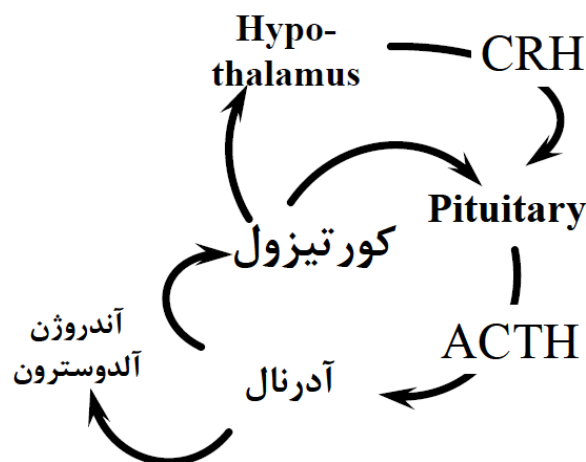 Hypo-
thalamus
CRH
Pituitary
کورتیزول
آندروژن
آلدوسترون
آدرنال
ACTH